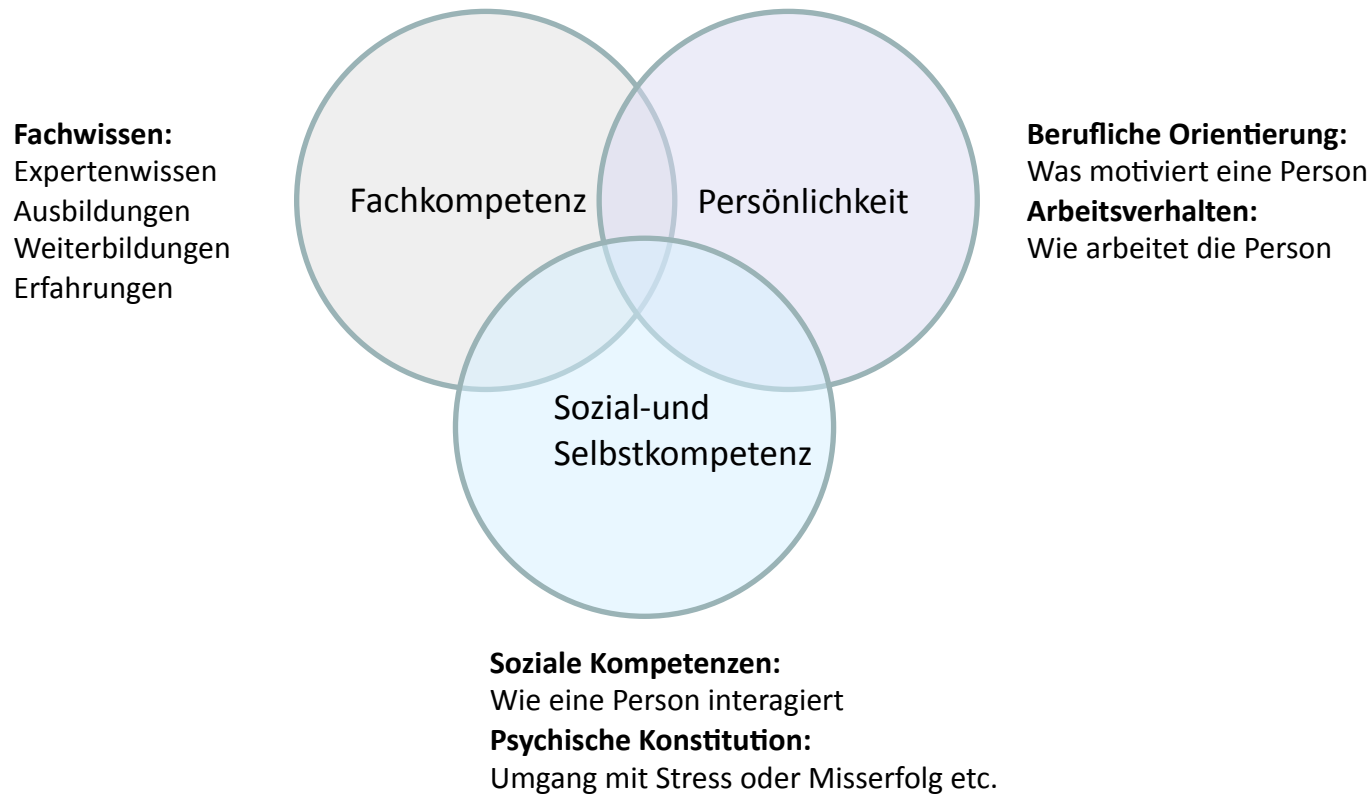 Fachwissen:
Expertenwissen
Ausbildungen
Weiterbildungen
Erfahrungen
Fachkompetenz
Persönlichkeit
Berufliche Orientierung:
Was motiviert eine Person
Arbeitsverhalten:
Wie arbeitet die Person
Sozial-und
Selbstkompetenz
Soziale Kompetenzen:
Wie eine Person interagiert
Psychische Konstitution:
Umgang mit Stress oder Misserfolg etc.